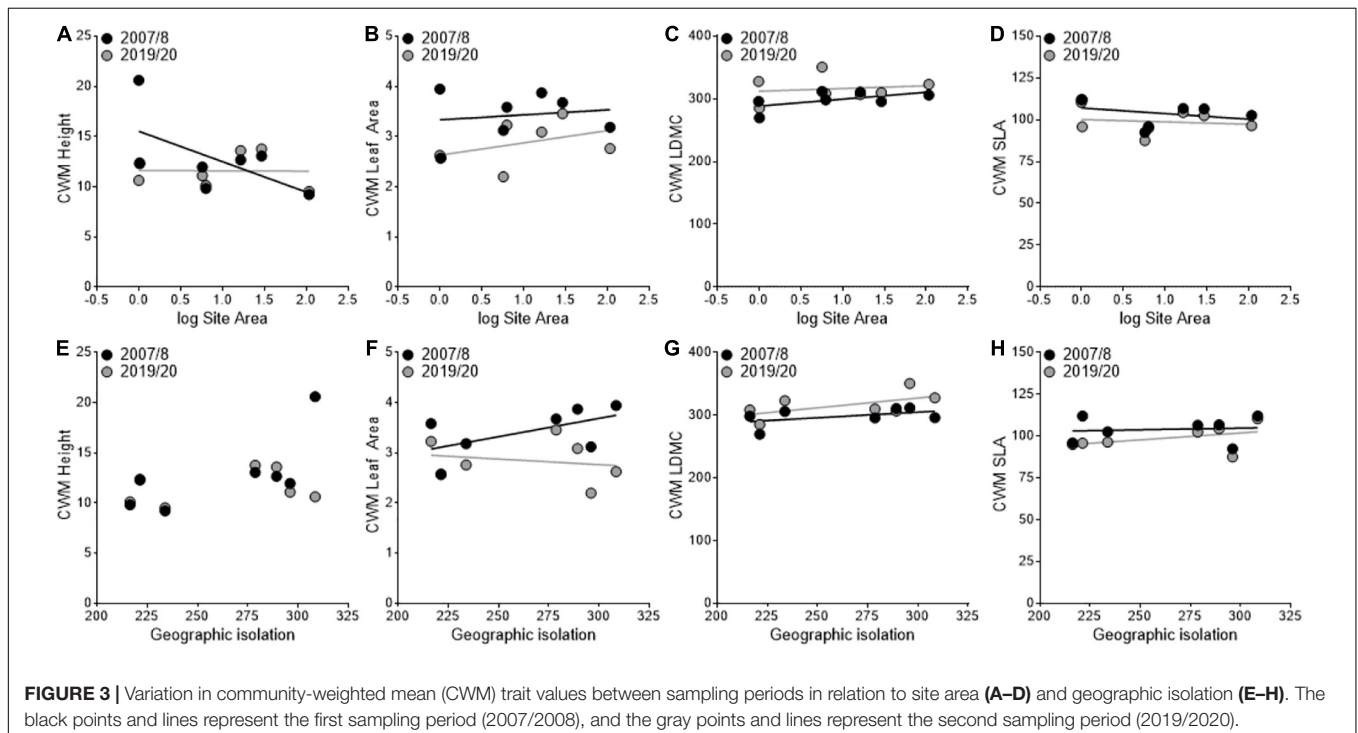 A
2007/8
2019/20
CWM Height
25
20
15
10
5
0
-0.5 0.0 0.5 1.0 1.5 2.0 2.5
log Site Area
B
2007/8
2019/20
CWM Leaf Area
5
4
3
2
1
0
-0.5 0.0 0.5 1.0 1.5 2.0 2.5
log Site Area
C
2007/8
2019/20
CWM LDMC
400
300
200
100
0
-0.5 0.0 0.5 1.0 1.5 2.0 2.5
log Site Area
D
2007/8
2019/20
CWM SLA
150
125
100
75
50
25
0
-0.5 0.0 0.5 1.0 1.5 2.0 2.5
log Site Area
E
2007/8
2019/20
CWM Height
25
20
15
10
5
0
200 225 250 275 300 325
Geographic isolation
F
2007/8
2019/20
CWM Leaf Area
5
4
3
2
1
0
200 225 250 275 300 325
Geographic isolation
G
2007/8
2019/20
CWM LDMC
400
300
200
100
0
200 225 250 275 300 325
Geographic isolation
H
2007/8
2019/20
CWM SLA
150
125
100
75
50
25
0
200 225 250 275 300 325
Geographic isolation
FIGURE 3 | Variation in community-weighted mean (CWM) trait values between sampling periods in relation to site area (A–D) and geographic isolation (E–H). The
black points and lines represent the first sampling period (2007/2008), and the gray points and lines represent the second sampling period (2019/2020).